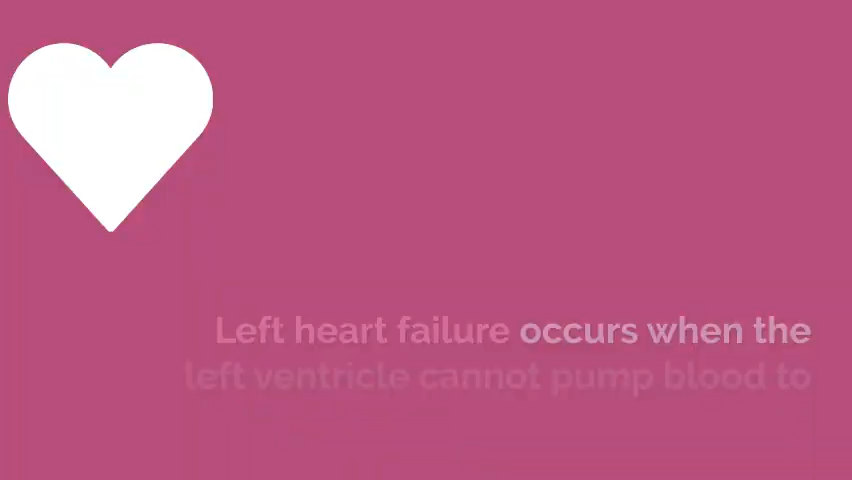 Left heart failure occurs when the
left ventricle cannot pump blood to